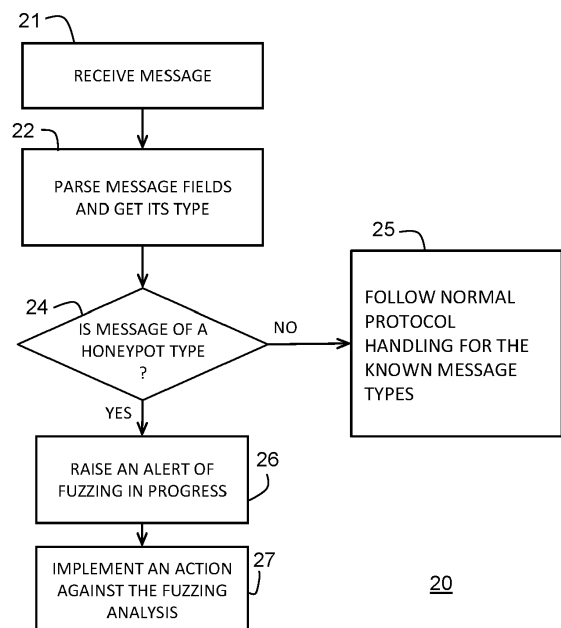 21
RECEIVE MESSAGE
22
PARSE MESSAGE FIELDS
AND GET ITS TYPE
24
IS MESSAGE OF A
HONEYPOT TYPE
?
NO
25
FOLLOW NORMAL
PROTOCOL
HANDLING FOR THE
KNOWN MESSAGE
TYPES
YES
RAISE AN ALERT OF
FUZZING IN PROGRESS
26
IMPLEMENT AN ACTION
AGAINST THE FUZZING
ANALYSIS
27
20